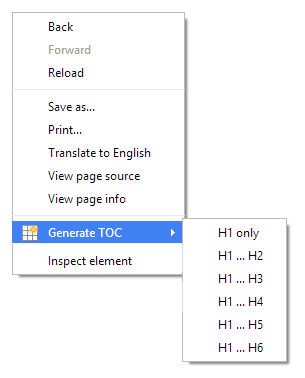 Back
Forward
Reload
Save as...
Print...
Translate to English
View page source
View page info
Generate TOC
Inspect element
H1 only
H1 ... H2
H1 ... H3
H1 ... H4
H1 ... H5
H1 ... H6